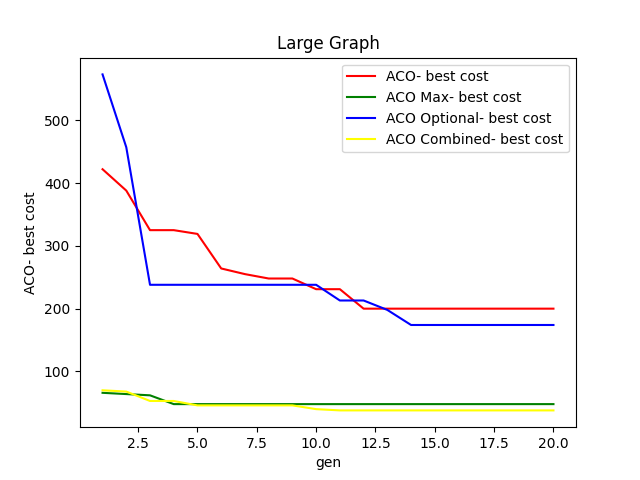 Large Graph
ACO- best cost
ACO Max- best cost
ACO Optional- best cost
ACO Combined- best cost
500
400
300
200
100
ACO- best cost
2.5 5.0 7.5 10.0 12.5 15.0 17.5 20.0
gen